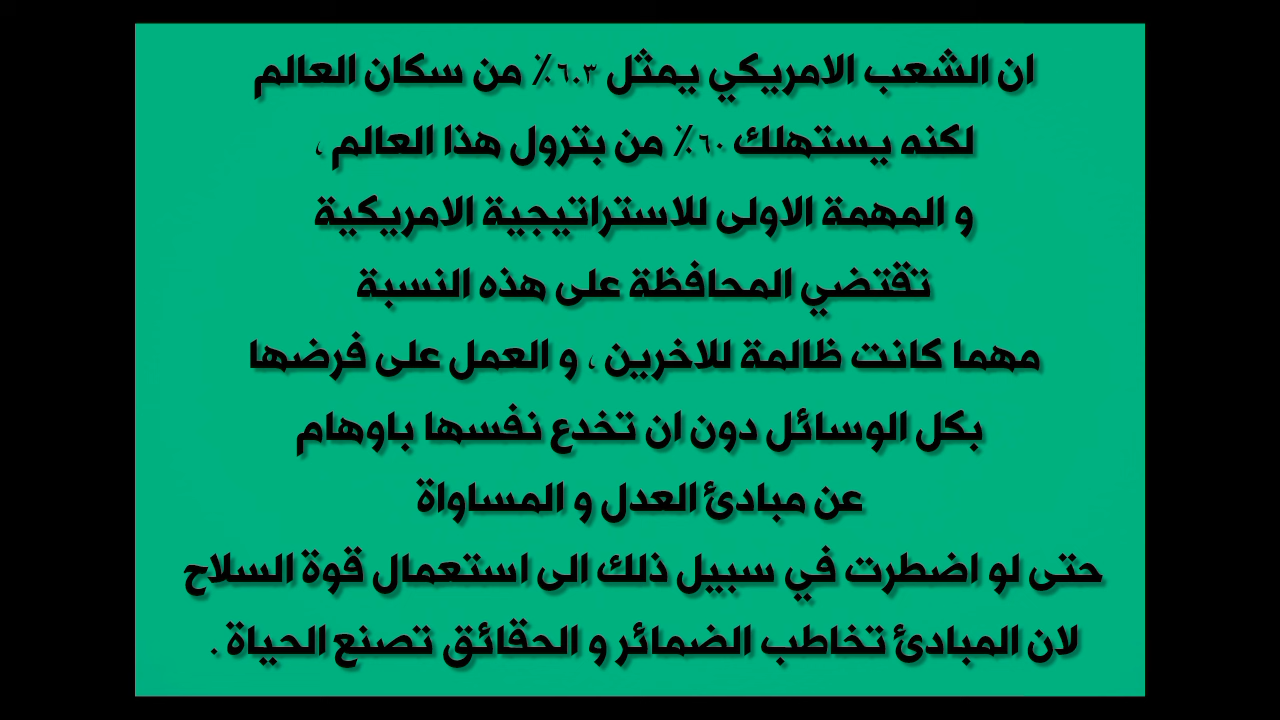 ان الشعب الامريكي يمثل ٦.٣٪ من سكان العالم
لكنه يستهلك ٦٠٪ من بترول هذا العالم ،
و المهمة الاولى للاستراتيجية الامريكية
تقتضي المحافظة على هذه النسبة
مهما كانت ظالمة للاخرين ، و العمل على فرضها
بكل الوسائل دون ان تخدع نفسها باوهام
عن مبادئ العدل و المساواة
حتى لو اضطرت في سبيل ذلك الى استعمال قوة السلاح
لان المبادئ تخاطب الضمائر و الحقائق تصنع الحياة .